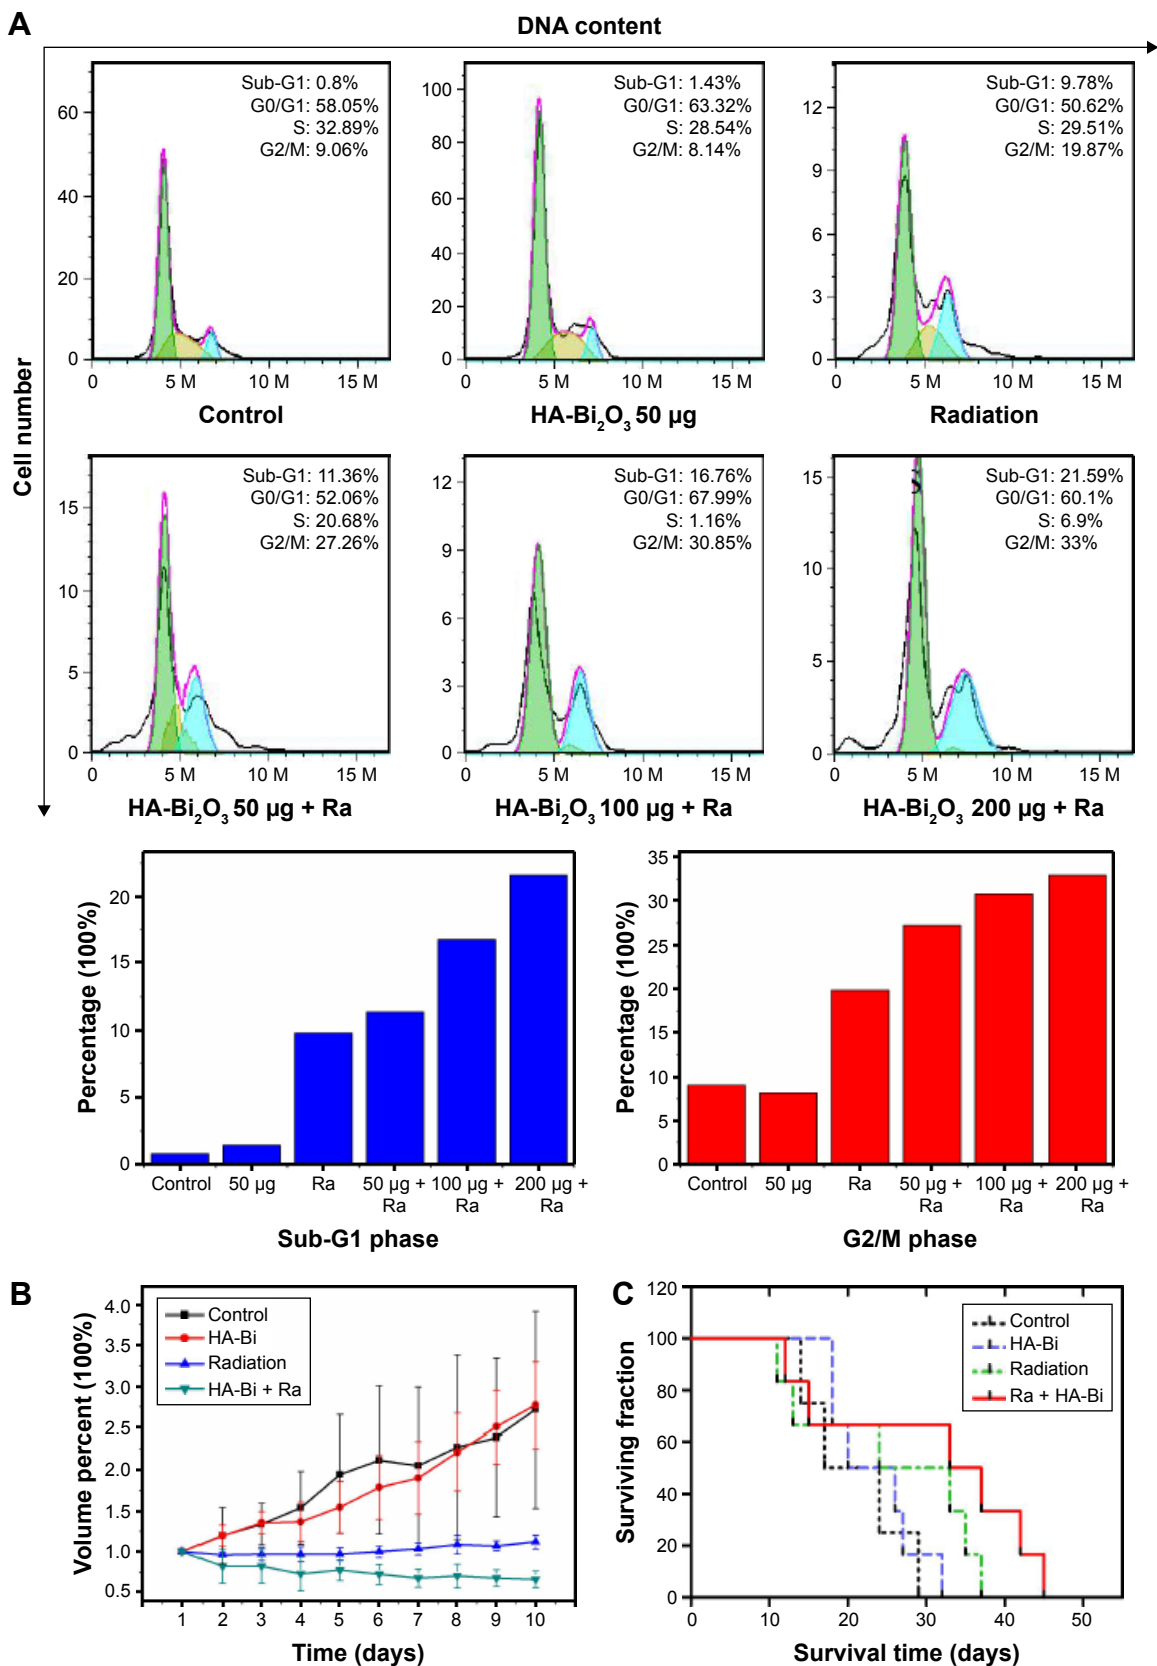 A
DNA content
Cell number
Sub-G1: 0.8%
G0/G1: 58.05%
S: 32.89%
G2/M: 9.06%
60
40
20
0
0 5 M 10 M 15 M
Control
Sub-G1: 1.43%
G0/G1: 63.32%
S: 28.54%
G2/M: 8.14%
100
80
60
40
20
0
0 5 M 10 M 15 M
HA-Bi₂O₃ 50 µg
Sub-G1: 9.78%
G0/G1: 50.62%
S: 29.51%
G2/M: 19.87%
12
9
6
3
0
0 5 M 10 M 15 M
Radiation
Sub-G1: 11.36%
G0/G1: 52.06%
S: 20.68%
G2/M: 27.26%
15
10
5
0
0 5 M 10 M 15 M
HA-Bi₂O₃ 50 µg + Ra
Sub-G1: 16.76%
G0/G1: 67.99%
S: 1.16%
G2/M: 30.85%
12
9
6
3
0
0 5 M 10 M 15 M
HA-Bi₂O₃ 100 µg + Ra
Sub-G1: 21.59%
G0/G1: 60.1%
S: 6.9%
G2/M: 33%
15
10
5
0
0 5 M 10 M 15 M
HA-Bi₂O₃ 200 µg + Ra
Percentage (100%)
20
15
10
5
0
Control 50 µg Ra 50 µg + 100 µg + 200 µg +
Ra Ra Ra
Sub-G1 phase
Percentage (100%)
35
30
25
20
15
10
5
0
Control 50 µg Ra 50 µg + 100 µg + 200 µg +
Ra Ra Ra
G2/M phase
B
Volume percent (100%)
4.0
3.5
3.0
2.5
2.0
1.5
1.0
0.5
Control
HA-Bi
Radiation
HA-Bi + Ra
1 2 3 4 5 6 7 8 9 10
Time (days)
C
Surviving fraction
120
100
80
60
40
20
0
Control
HA-Bi
Radiation
Ra + HA-Bi
0 10 20 30 40 50
Survival time (days)